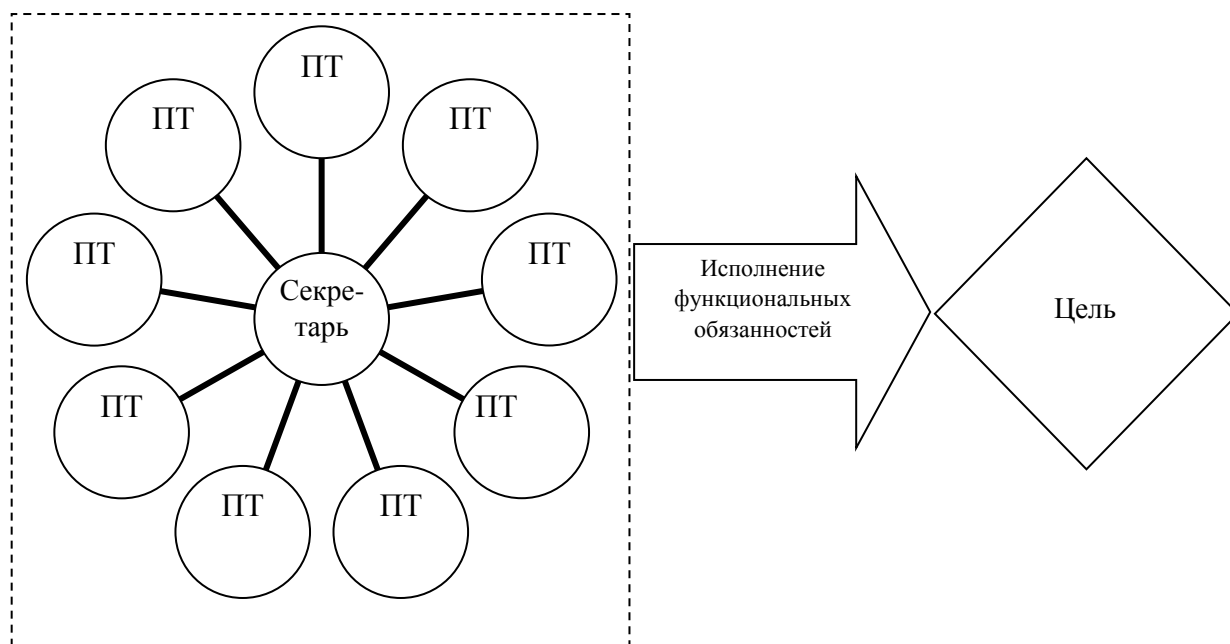 ПТ
ПТ
ПТ
ПТ
ПТ
Секре-
тарь
ПТ
ПТ
ПТ
ПТ
Исполнение
функциональных
обязанностей
Цель